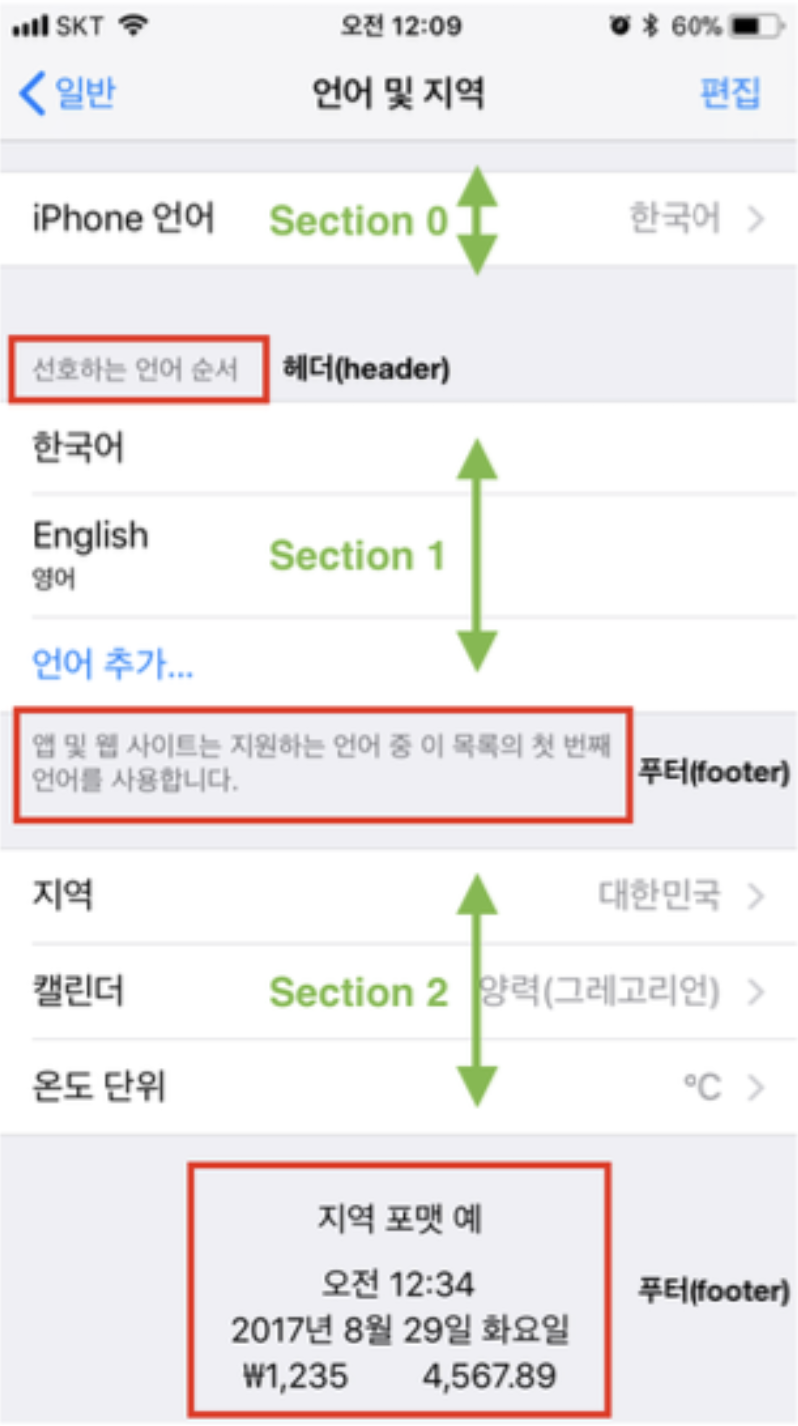 SKT 오전 12:09 60%
일반 언어 및 지역 편집
iPhone 언어 Section 0 한국어
선호하는 언어 순서 헤더(header)
한국어
English
영어
Section 1
언어 추가...
앱 및 웹 사이트는 지원하는 언어 중 이 목록의 첫 번째
언어를 사용합니다.
푸터(footer)
지역 대한민국
캘린더 Section 2 양력(그레고리언)
온도 단위 °C
지역 포맷 예
오전 12:34
푸터(footer)
2017년 8월 29일 화요일
₩1,235 4,567.89